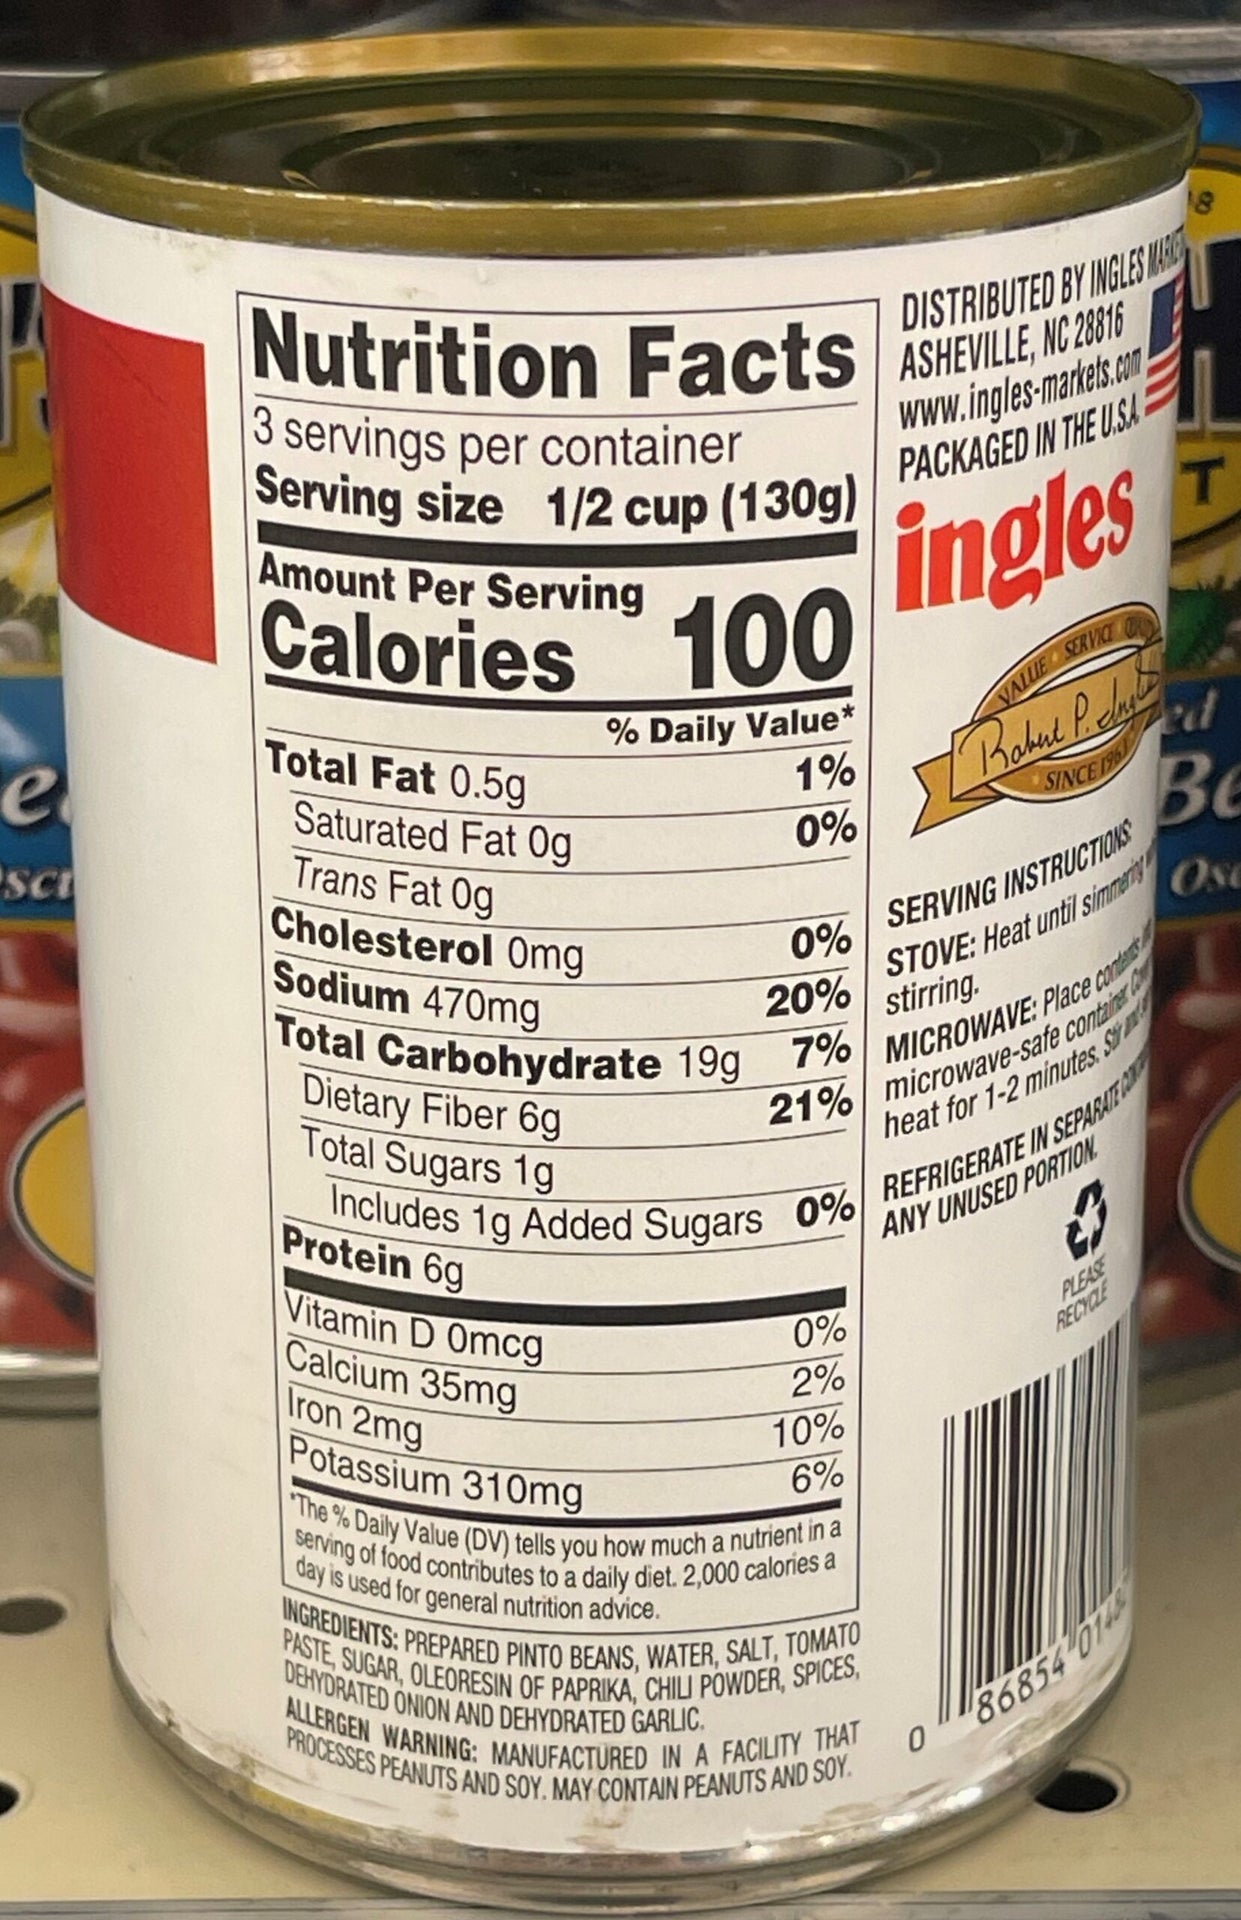 Nutrition Facts
3 servings per container
Serving size 1/2 cup (130g)
Amount Per Serving
Calories 100
% Daily Value*
Total Fat 0.5g 1%
Saturated Fat 0g 0%
Trans Fat 0g
Cholesterol 0mg 0%
Sodium 470mg 20%
Total Carbohydrate 19g 7%
Dietary Fiber 6g 21%
Total Sugars 1g
Includes 1g Added Sugars 0%
Protein 6g
Vitamin D 0mcg 0%
Calcium 35mg 2%
Iron 2mg 10%
Potassium 310mg 6%
*The % Daily Value (DV) tells you how much a nutrient in a
serving of food contributes to a daily diet. 2,000 calories a
day is used for general nutrition advice.
INGREDIENTS: PREPARED PINTO BEANS, WATER, SALT, TOMATO
PASTE, SUGAR, OLEORESIN OF PAPRIKA, CHILI POWDER, SPICES,
DEHYDRATED ONION AND DEHYDRATED GARLIC.
ALLERGEN WARNING: MANUFACTURED IN A FACILITY THAT
PROCESSES PEANUTS AND SOY. MAY CONTAIN PEANUTS AND SOY.
DISTRIBUTED BY INGLES
ASHEVILLE, NC 28816
www.ingles-markets.com
PACKAGED IN THE U.S.A.
ingles
VALUE SERVICE
Robert P.
SINCE 1963
SERVING INSTRUCTIONS:
STOVE: Heat until simmering
stirring.
MICROWAVE: Place contents
microwave-safe container.
heat for 1-2 minutes. Stir and
REFRIGERATE IN SEPARATE
ANY UNUSED PORTION.
PLEASE
RECYCLE
0 86854